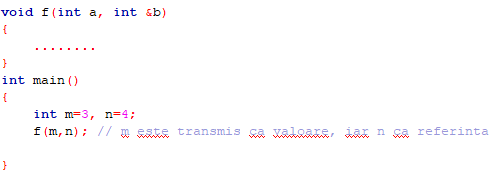 void f(int a, int &b)
{
........
}
int main()
{
int m=3, n=4;
f(m,n); // m este transmis ca valoare, iar n ca referinta
}